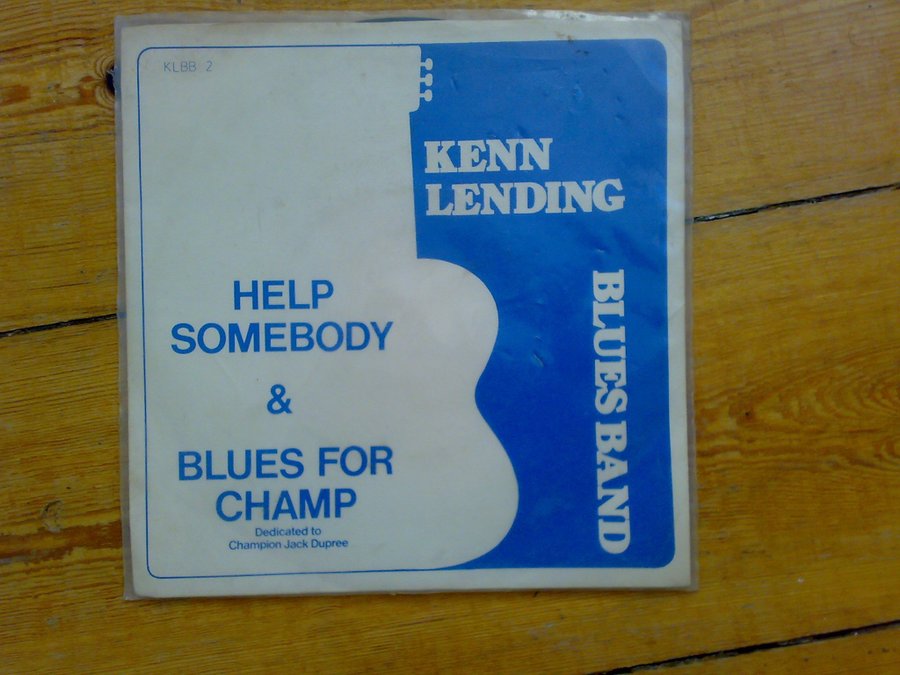 KLBB 2
KENN
LENDING
BLUES BAND
HELP
SOMEBODY
&
BLUES FOR
CHAMP
Dedicated to
Champion Jack Dupree